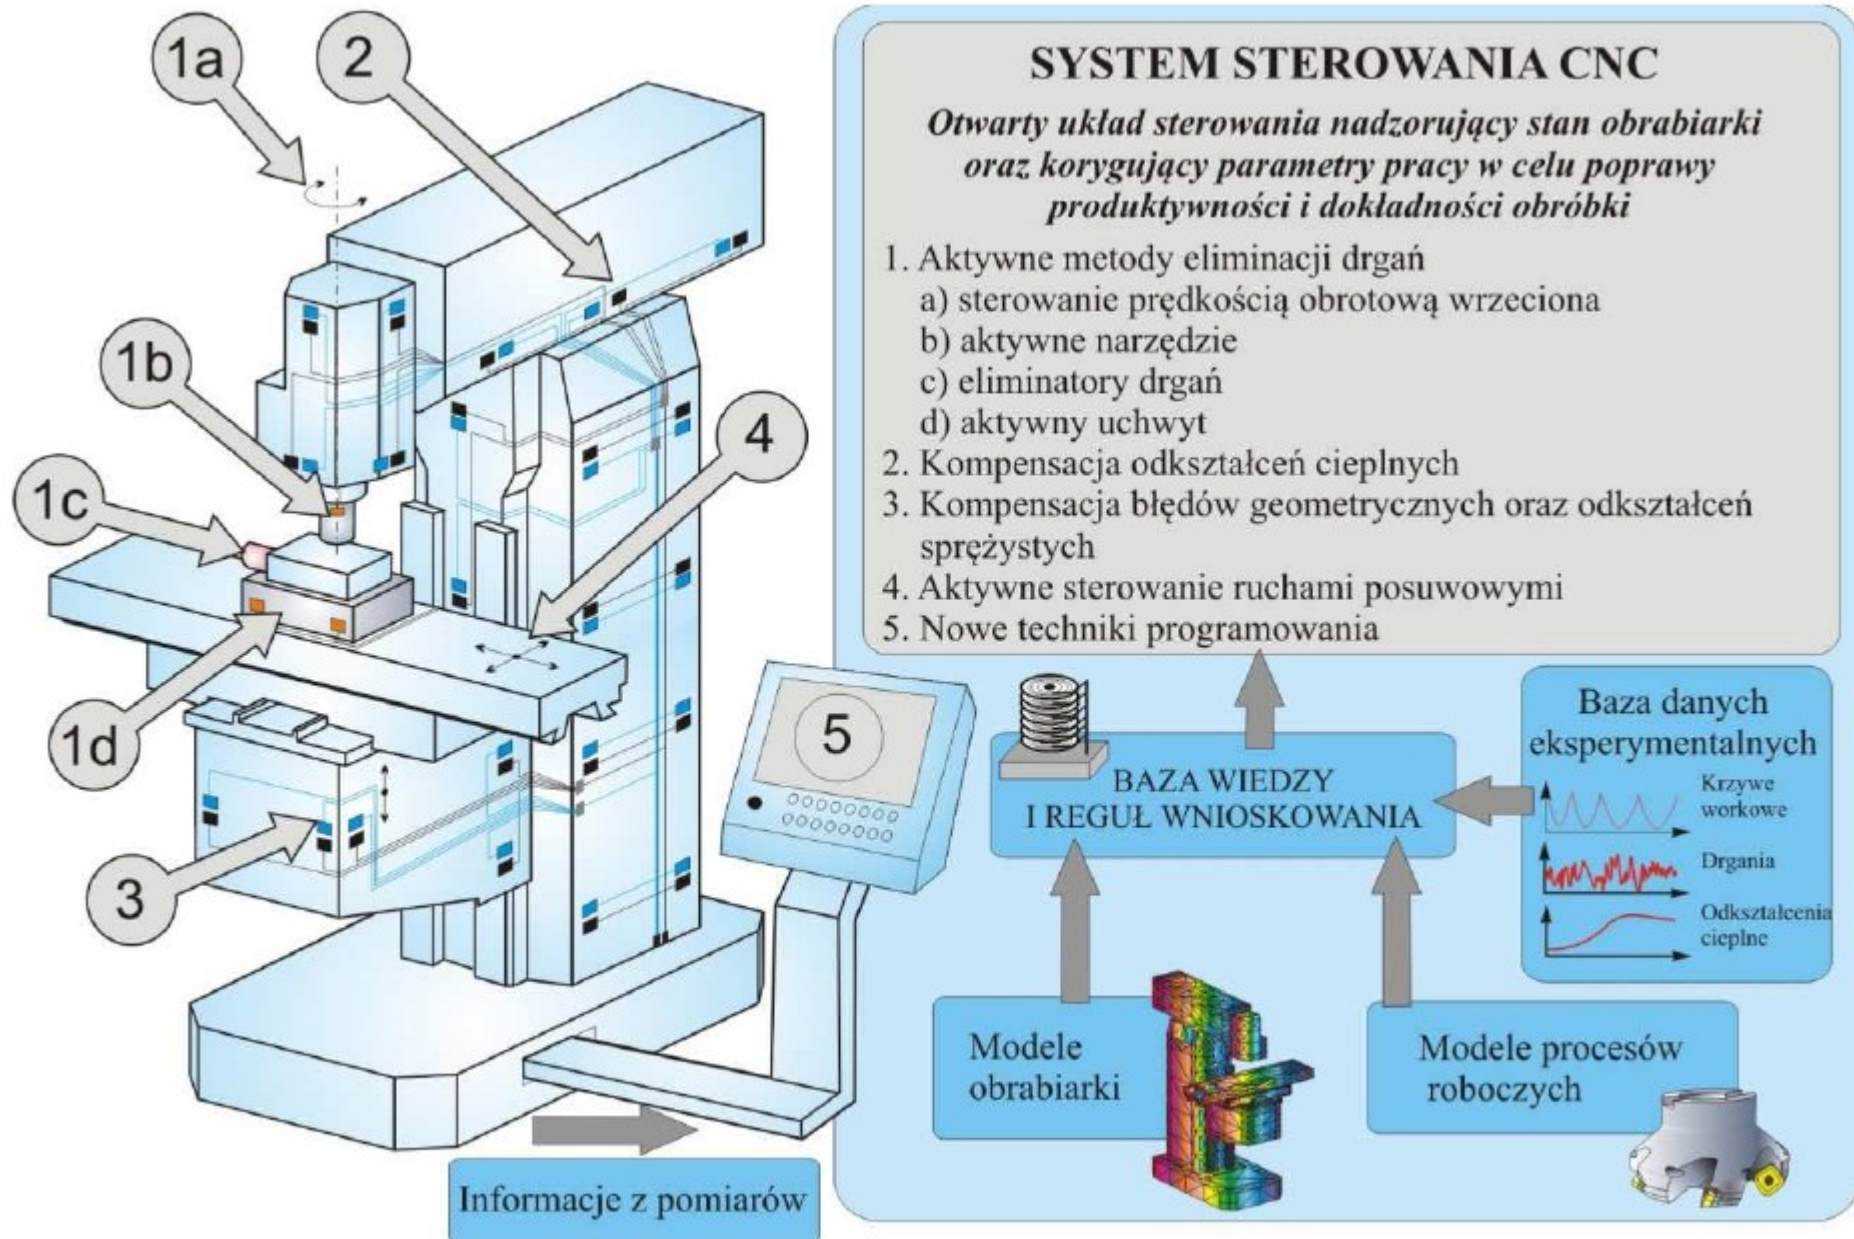 1a
2
1b
4
1c
1d
3
5
SYSTEM STEROWANIA CNC
Otwarty układ sterowania nadzorujący stan obrabiarki
oraz korygujący parametry pracy w celu poprawy
produktywności i dokładności obróbki
1. Aktywne metody eliminacji drgań
a) sterowanie prędkością obrotową wrzeciona
b) aktywne narzędzie
c) eliminatory drgań
d) aktywny uchwyt
2. Kompensacja odkształceń cieplnych
3. Kompensacja błędów geometrycznych oraz odkształceń
sprężystych
4. Aktywne sterowanie ruchami posuwowymi
5. Nowe techniki programowania
BAZA WIEDZY
I REGUŁ WNIOSKOWANIA
Baza danych
eksperymentalnych
Krzywe
workowe
Drgania
Odkształcenia
cieplne
Modele
obrabiarki
Modele procesów
roboczych
Informacje z pomiarów